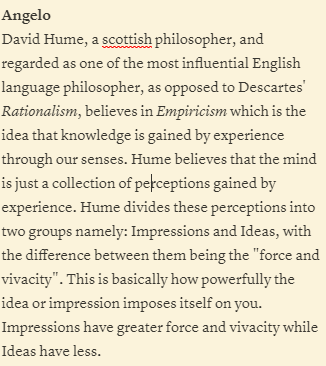 Angelo
David Hume, a scottish philosopher, and
regarded as one of the most influential English
language philosopher, as opposed to Descartes'
Rationalism, believes in Empiricism which is the
idea that knowledge is gained by experience
through our senses. Hume believes that the mind
is just a collection of perceptions gained by
experience. Hume divides these perceptions into
two groups namely: Impressions and Ideas, with
the difference between them being the "force and
vivacity". This is basically how powerfully the
idea or impression imposes itself on you.
Impressions have greater force and vivacity while
Ideas have less.